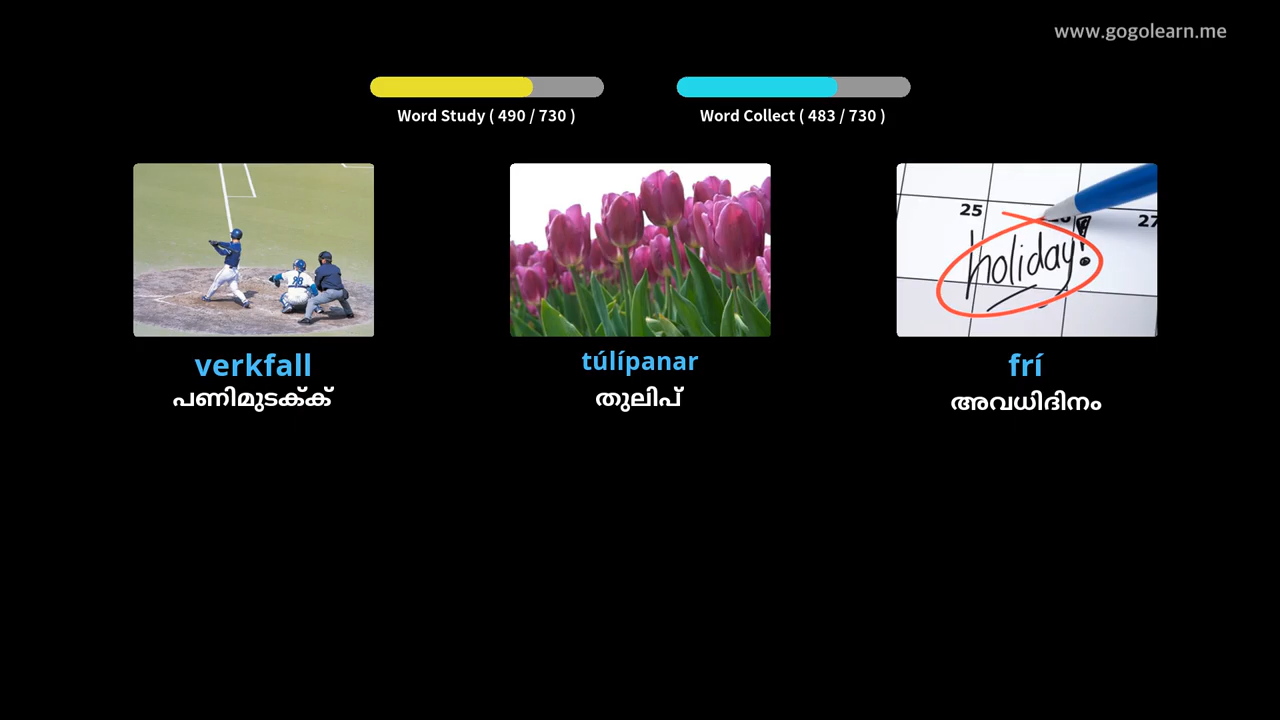 www.gogolearn.me
Word Study ( 490 / 730 )
Word Collect ( 483 / 730 )
25
27
holiday!
verkfall
túlípanar
frí
പണിമുടക്ക്
തുലിപ്
അവധിദിനം